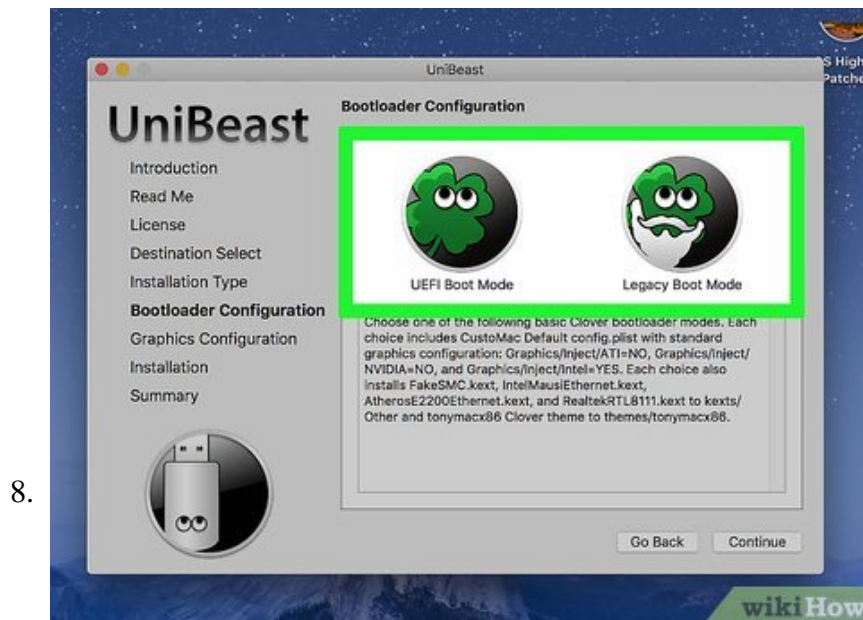 S High
Patche
UniBeast
UniBeast
Introduction
Read Me
License
Destination Select
Installation Type
Bootloader Configuration
Graphics Configuration
Installation
Summary
Bootloader Configuration
UEFI Boot Mode
Legacy Boot Mode
Choose one of the following basic Clover bootloader modes. Each
choice includes CustoMac Default config.plist with standard
graphics configuration: Graphics/Inject/ATI=NO, Graphics/Inject/
NVIDIA=NO, and Graphics/Inject/Intel=YES. Each choice also
installs FakeSMC.kext, IntelMausiEthernet.kext,
AtherosE2200Ethernet.kext, and RealtekRTL8111.kext to kexts/
Other and tonymacx86 Clover theme to themes/tonymacx86.
Go Back
Continue
8.
wikiHow